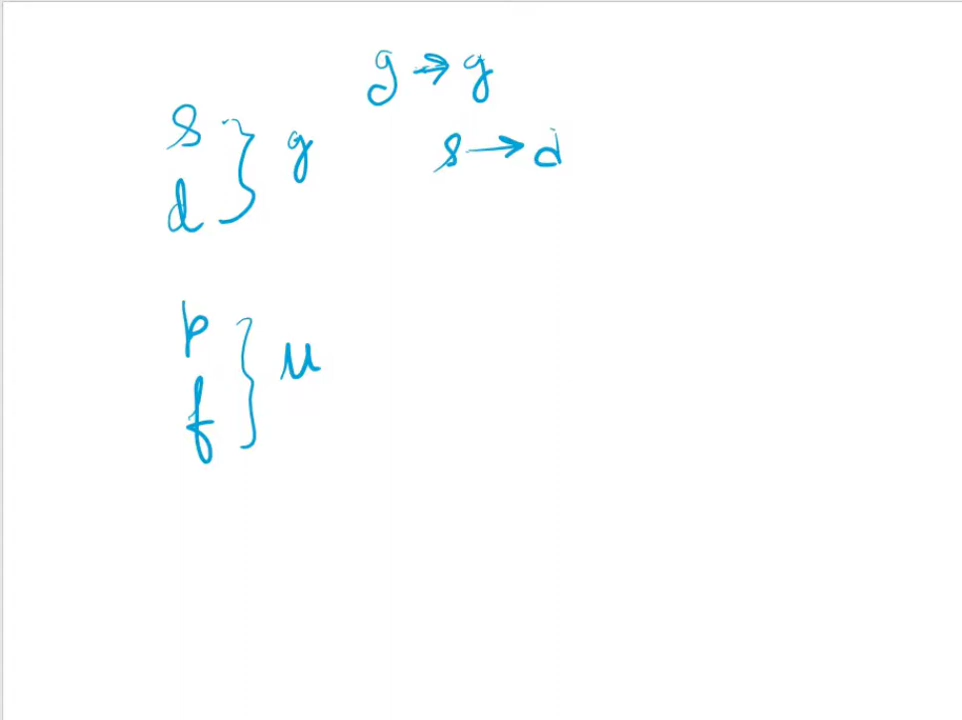 g → g
s } g
s → d
d
p } u
f